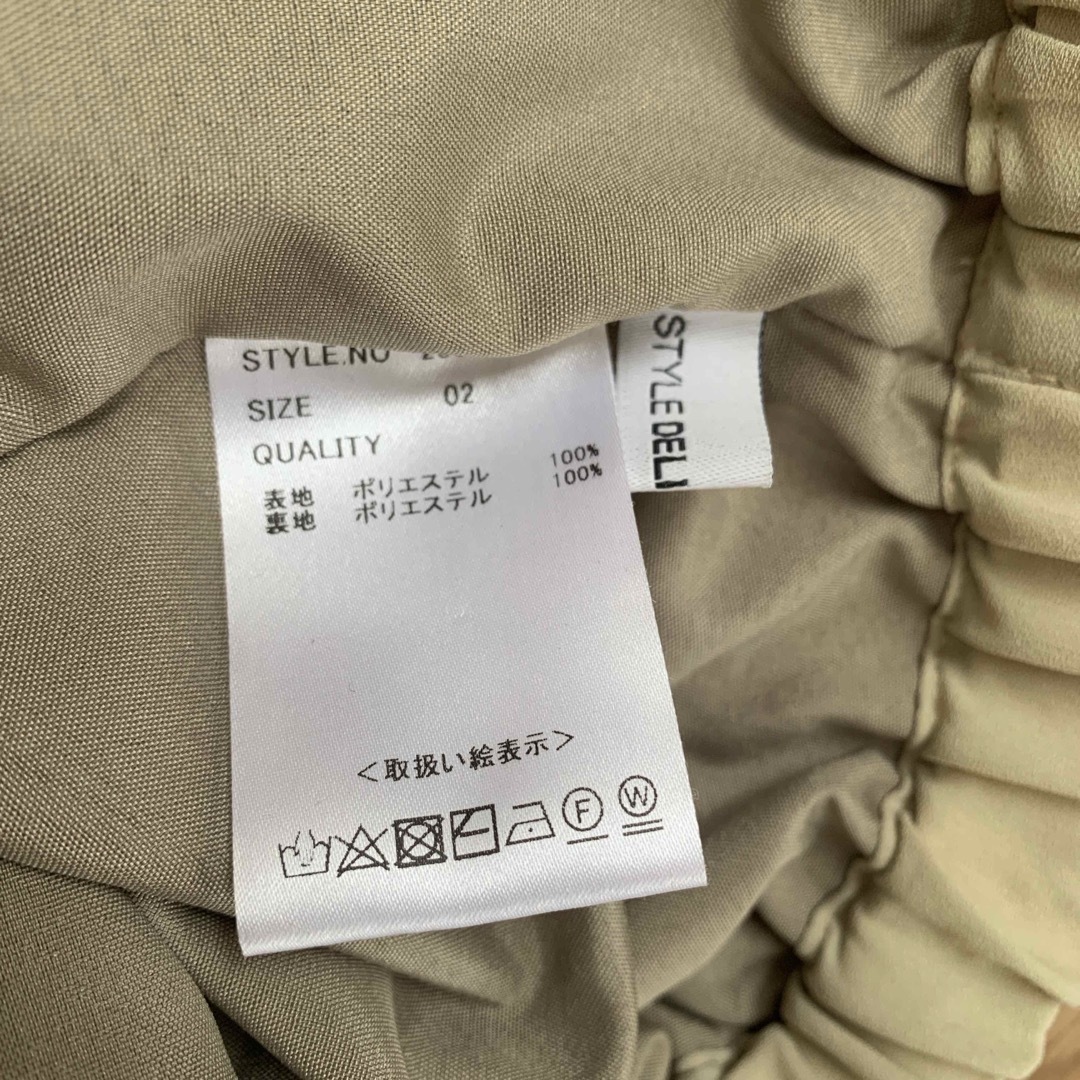 STYLE.NO
SIZE 02
QUALITY
表地 ポリエステル 100%
裏地 ポリエステル 100%
<取扱い絵表示>
F W
STYLE DELI